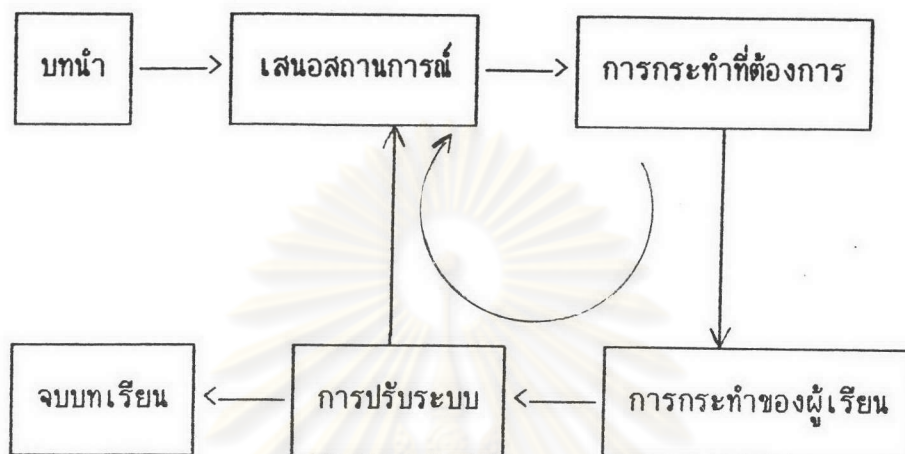 บทนำ
เสนอสถานการณ์
การกระทำที่ต้องการ
จบบทเรียน
การปรับระบบ
การกระทำของผู้เรียน